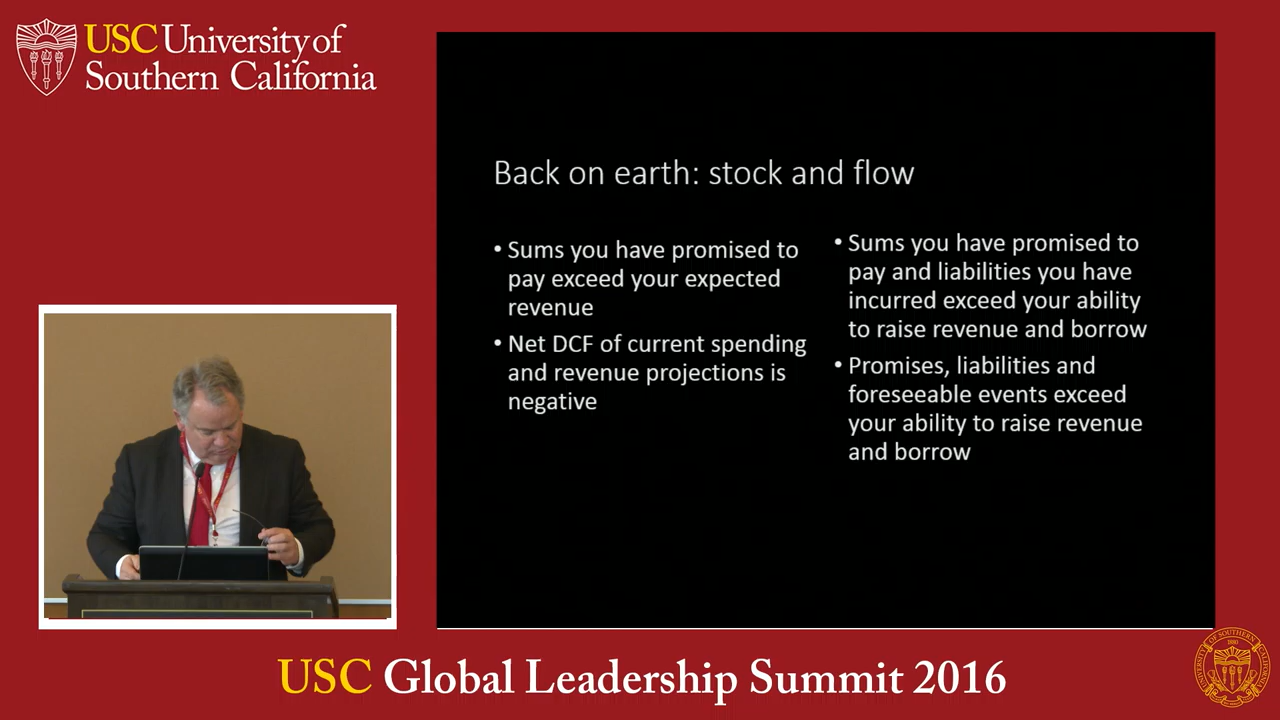 USC University of
Southern California
Back on earth: stock and flow
• Sums you have promised to
pay exceed your expected
revenue
• Net DCF of current spending
and revenue projections is
negative
• Sums you have promised to
pay and liabilities you have
incurred exceed your ability
to raise revenue and borrow
• Promises, liabilities and
foreseeable events exceed
your ability to raise revenue
and borrow
USC Global Leadership Summit 2016